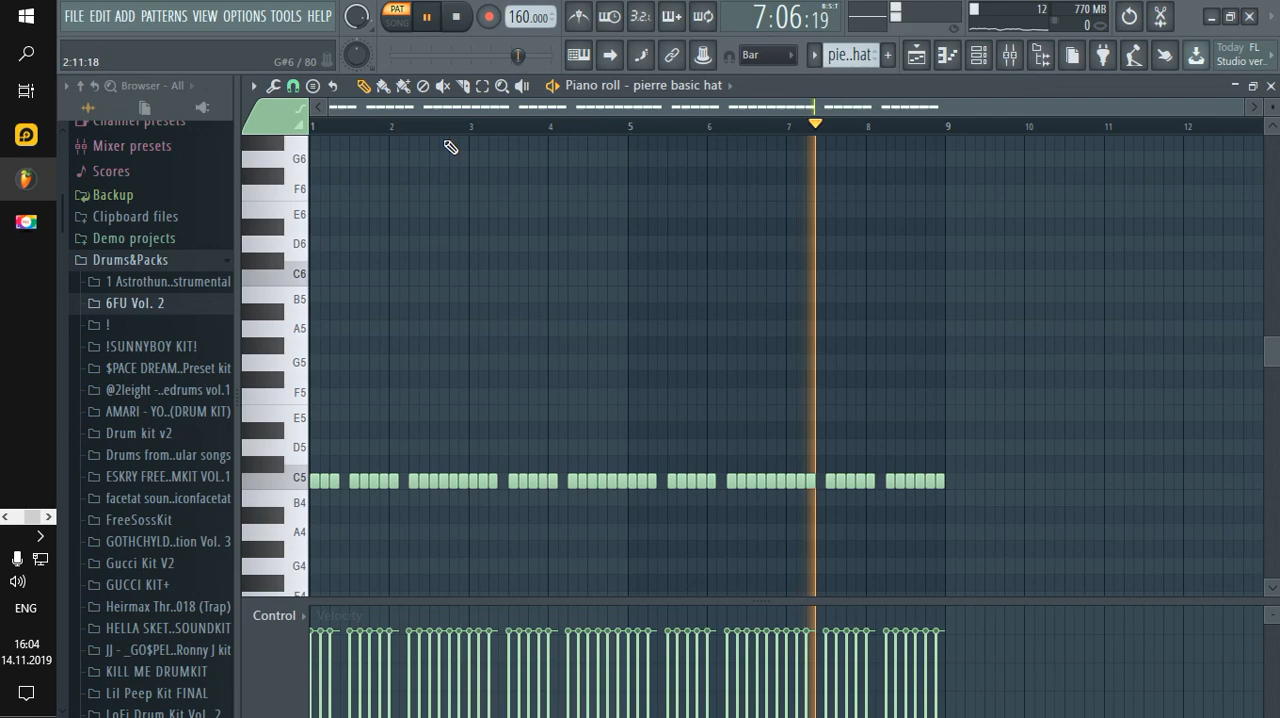 FILE EDIT ADD PATTERNS VIEW OPTIONS TOOLS HELP
PAT
SONG
160.000
3.2
7:06:19
8:5:1
12
770 MB
0
2:11:18
G#6 / 80
Bar
pie..hat
Today FL
Studio ver..
Browser - All
Piano roll - pierre basic hat
1 2 3 4 5 6 7 8 9 10 11 12
Channel presets
Mixer presets
Scores
Backup
Clipboard files
Demo projects
Drums&Packs
1 Astrothun..strumental
6FU Vol. 2
!
!SUNNYBOY KIT!
$PACE DREAM..Preset kit
@2leight -..edrums vol.1
AMARI - YO..(DRUM KIT)
Drum kit v2
Drums from..ular songs
ESKRY FREE..MKIT VOL.1
facetat soun..iconfacetat
FreeSossKit
GOTHCHYLD..tion Vol. 3
Gucci Kit V2
GUCCI KIT+
Heirmax Thr..018 (Trap)
HELLA SKET..SOUNDKIT
JJ - _GO$PEL..Ronny J kit
KILL ME DRUMKIT
Lil Peep Kit FINAL
LoFi Drum Kit Vol. 2
G6
F6
E6
D6
C6
B5
A5
G5
F5
E5
D5
C5
B4
A4
G4
F4
Control
Velocity
ENG
16:04
14.11.2019